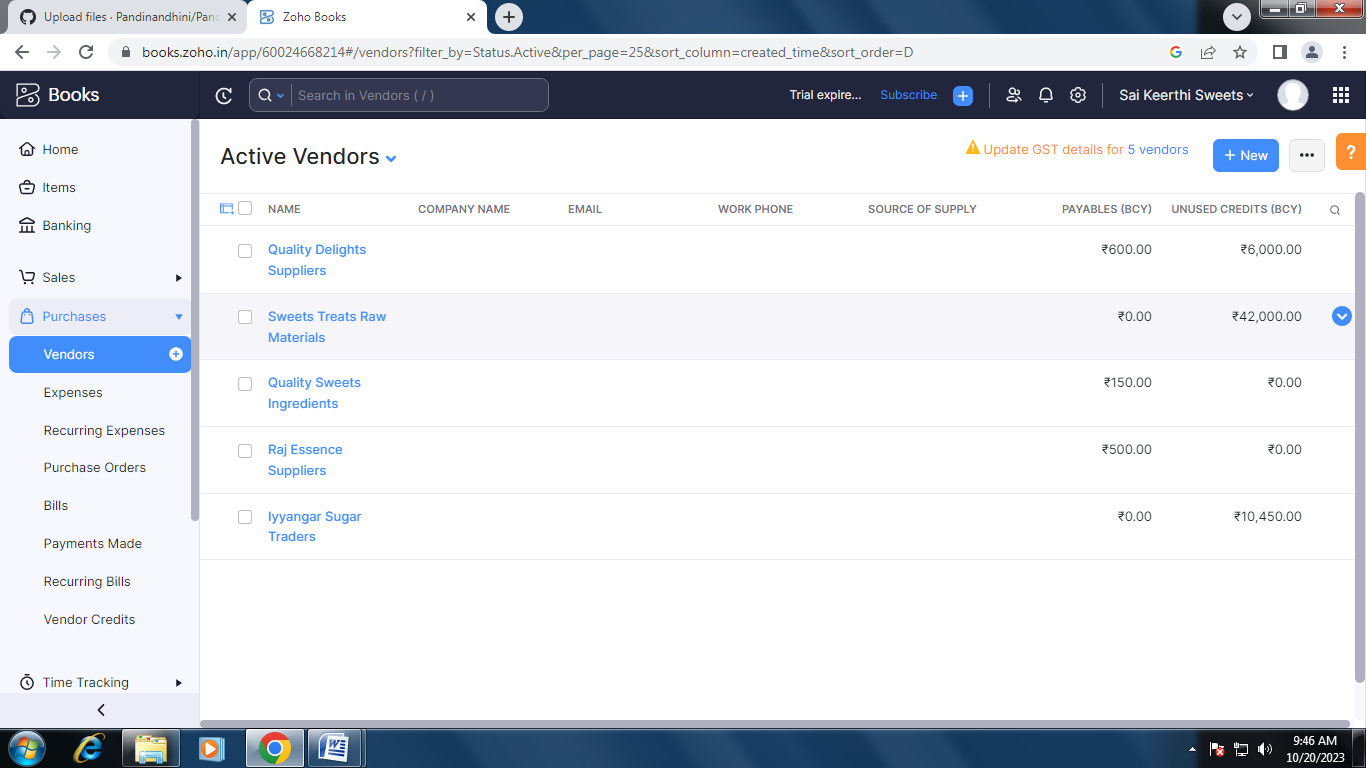 Upload files · Pandinandhini/Pand
Zoho Books
books.zoho.in/app/60024668214#/vendors?filter_by=Status.Active&per_page=25&sort_column=created_time&sort_order=D
Books
Search in Vendors ( / )
Trial expire...
Subscribe
Sai Keerthi Sweets
Home
Items
Banking
Sales
Purchases
Vendors
Expenses
Recurring Expenses
Purchase Orders
Bills
Payments Made
Recurring Bills
Vendor Credits
Time Tracking
Active Vendors
Update GST details for 5 vendors
+ New
?
NAME COMPANY NAME EMAIL WORK PHONE SOURCE OF SUPPLY PAYABLES (BCY) UNUSED CREDITS (BCY)
Quality Delights ₹600.00 ₹6,000.00
Suppliers
Sweets Treats Raw ₹0.00 ₹42,000.00
Materials
Quality Sweets ₹150.00 ₹0.00
Ingredients
Raj Essence ₹500.00 ₹0.00
Suppliers
Iyyangar Sugar ₹0.00 ₹10,450.00
Traders
9:46 AM
10/20/2023